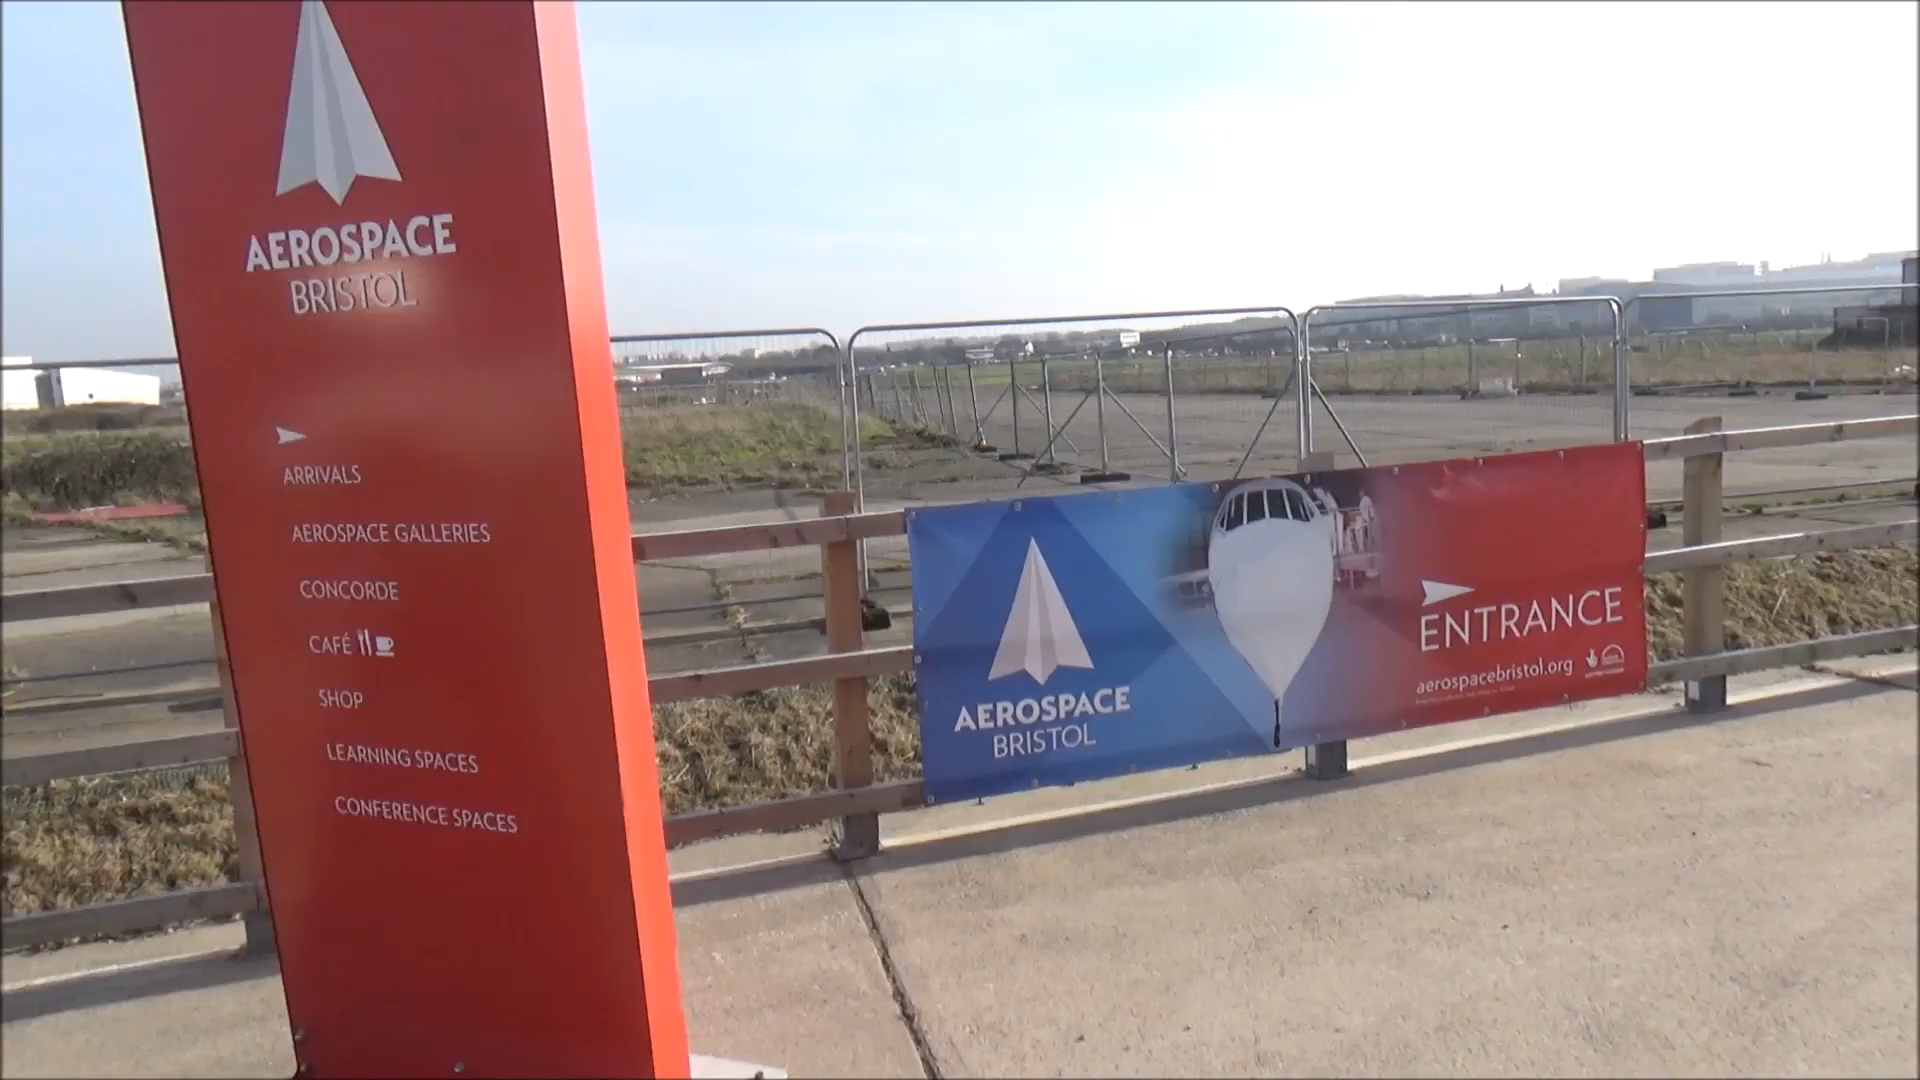 AEROSPACE
BRISTOL
ARRIVALS
AEROSPACE GALLERIES
CONCORDE
CAFÉ
SHOP
LEARNING SPACES
CONFERENCE SPACES
AEROSPACE
BRISTOL
ENTRANCE
aerospacebristol.org